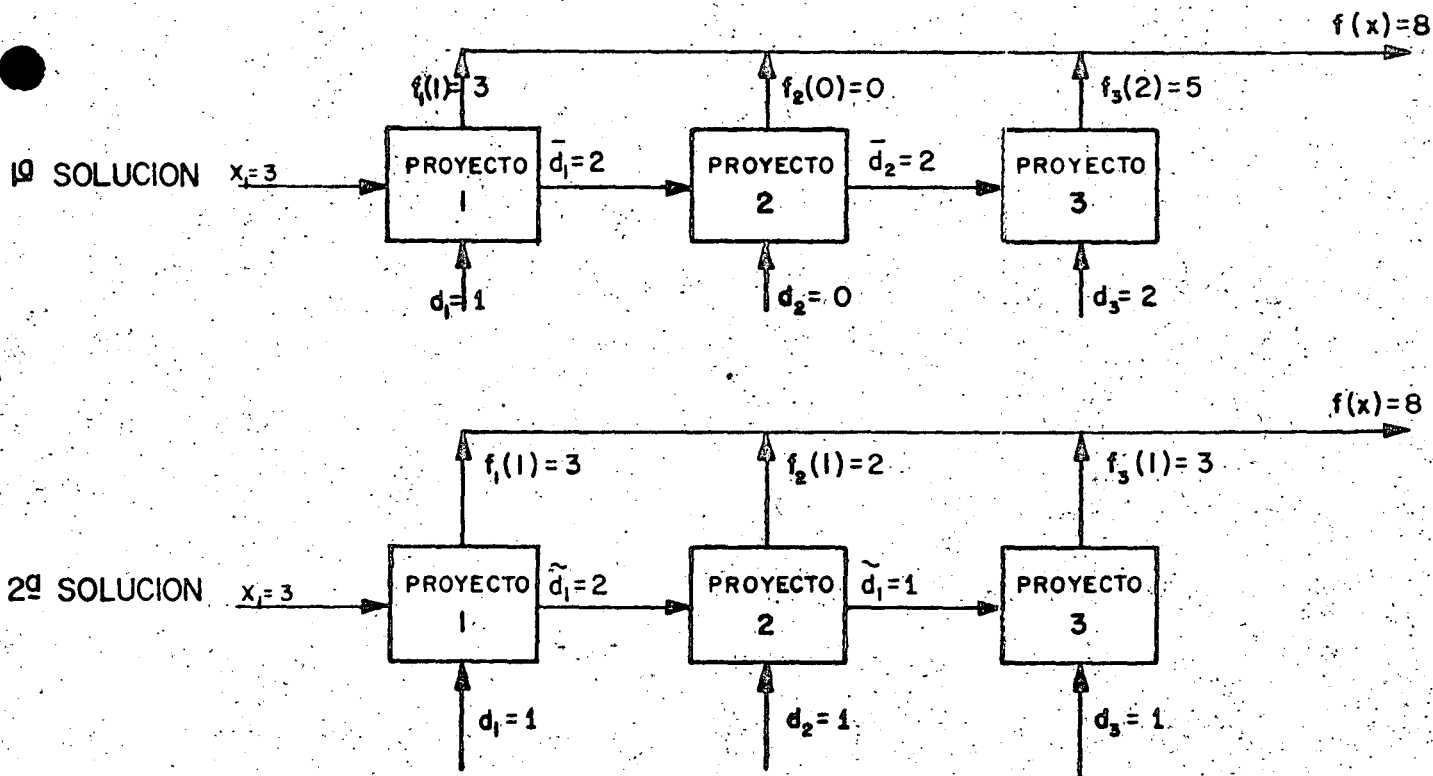 f(x)=8
f₁(1)=3 f₂(0)=0 f₃(2)=5
1ª SOLUCION x₁=3 PROYECTO 1 d̄₁=2 PROYECTO 2 d̄₂=2 PROYECTO 3
d₁=1 d₂=0 d₃=2
f(x)=8
f₁(1)=3 f₂(1)=2 f₃(1)=3
2ª SOLUCION x₁=3 PROYECTO 1 d̃₁=2 PROYECTO 2 d̃₁=1 PROYECTO 3
d₁=1 d₂=1 d₃=1